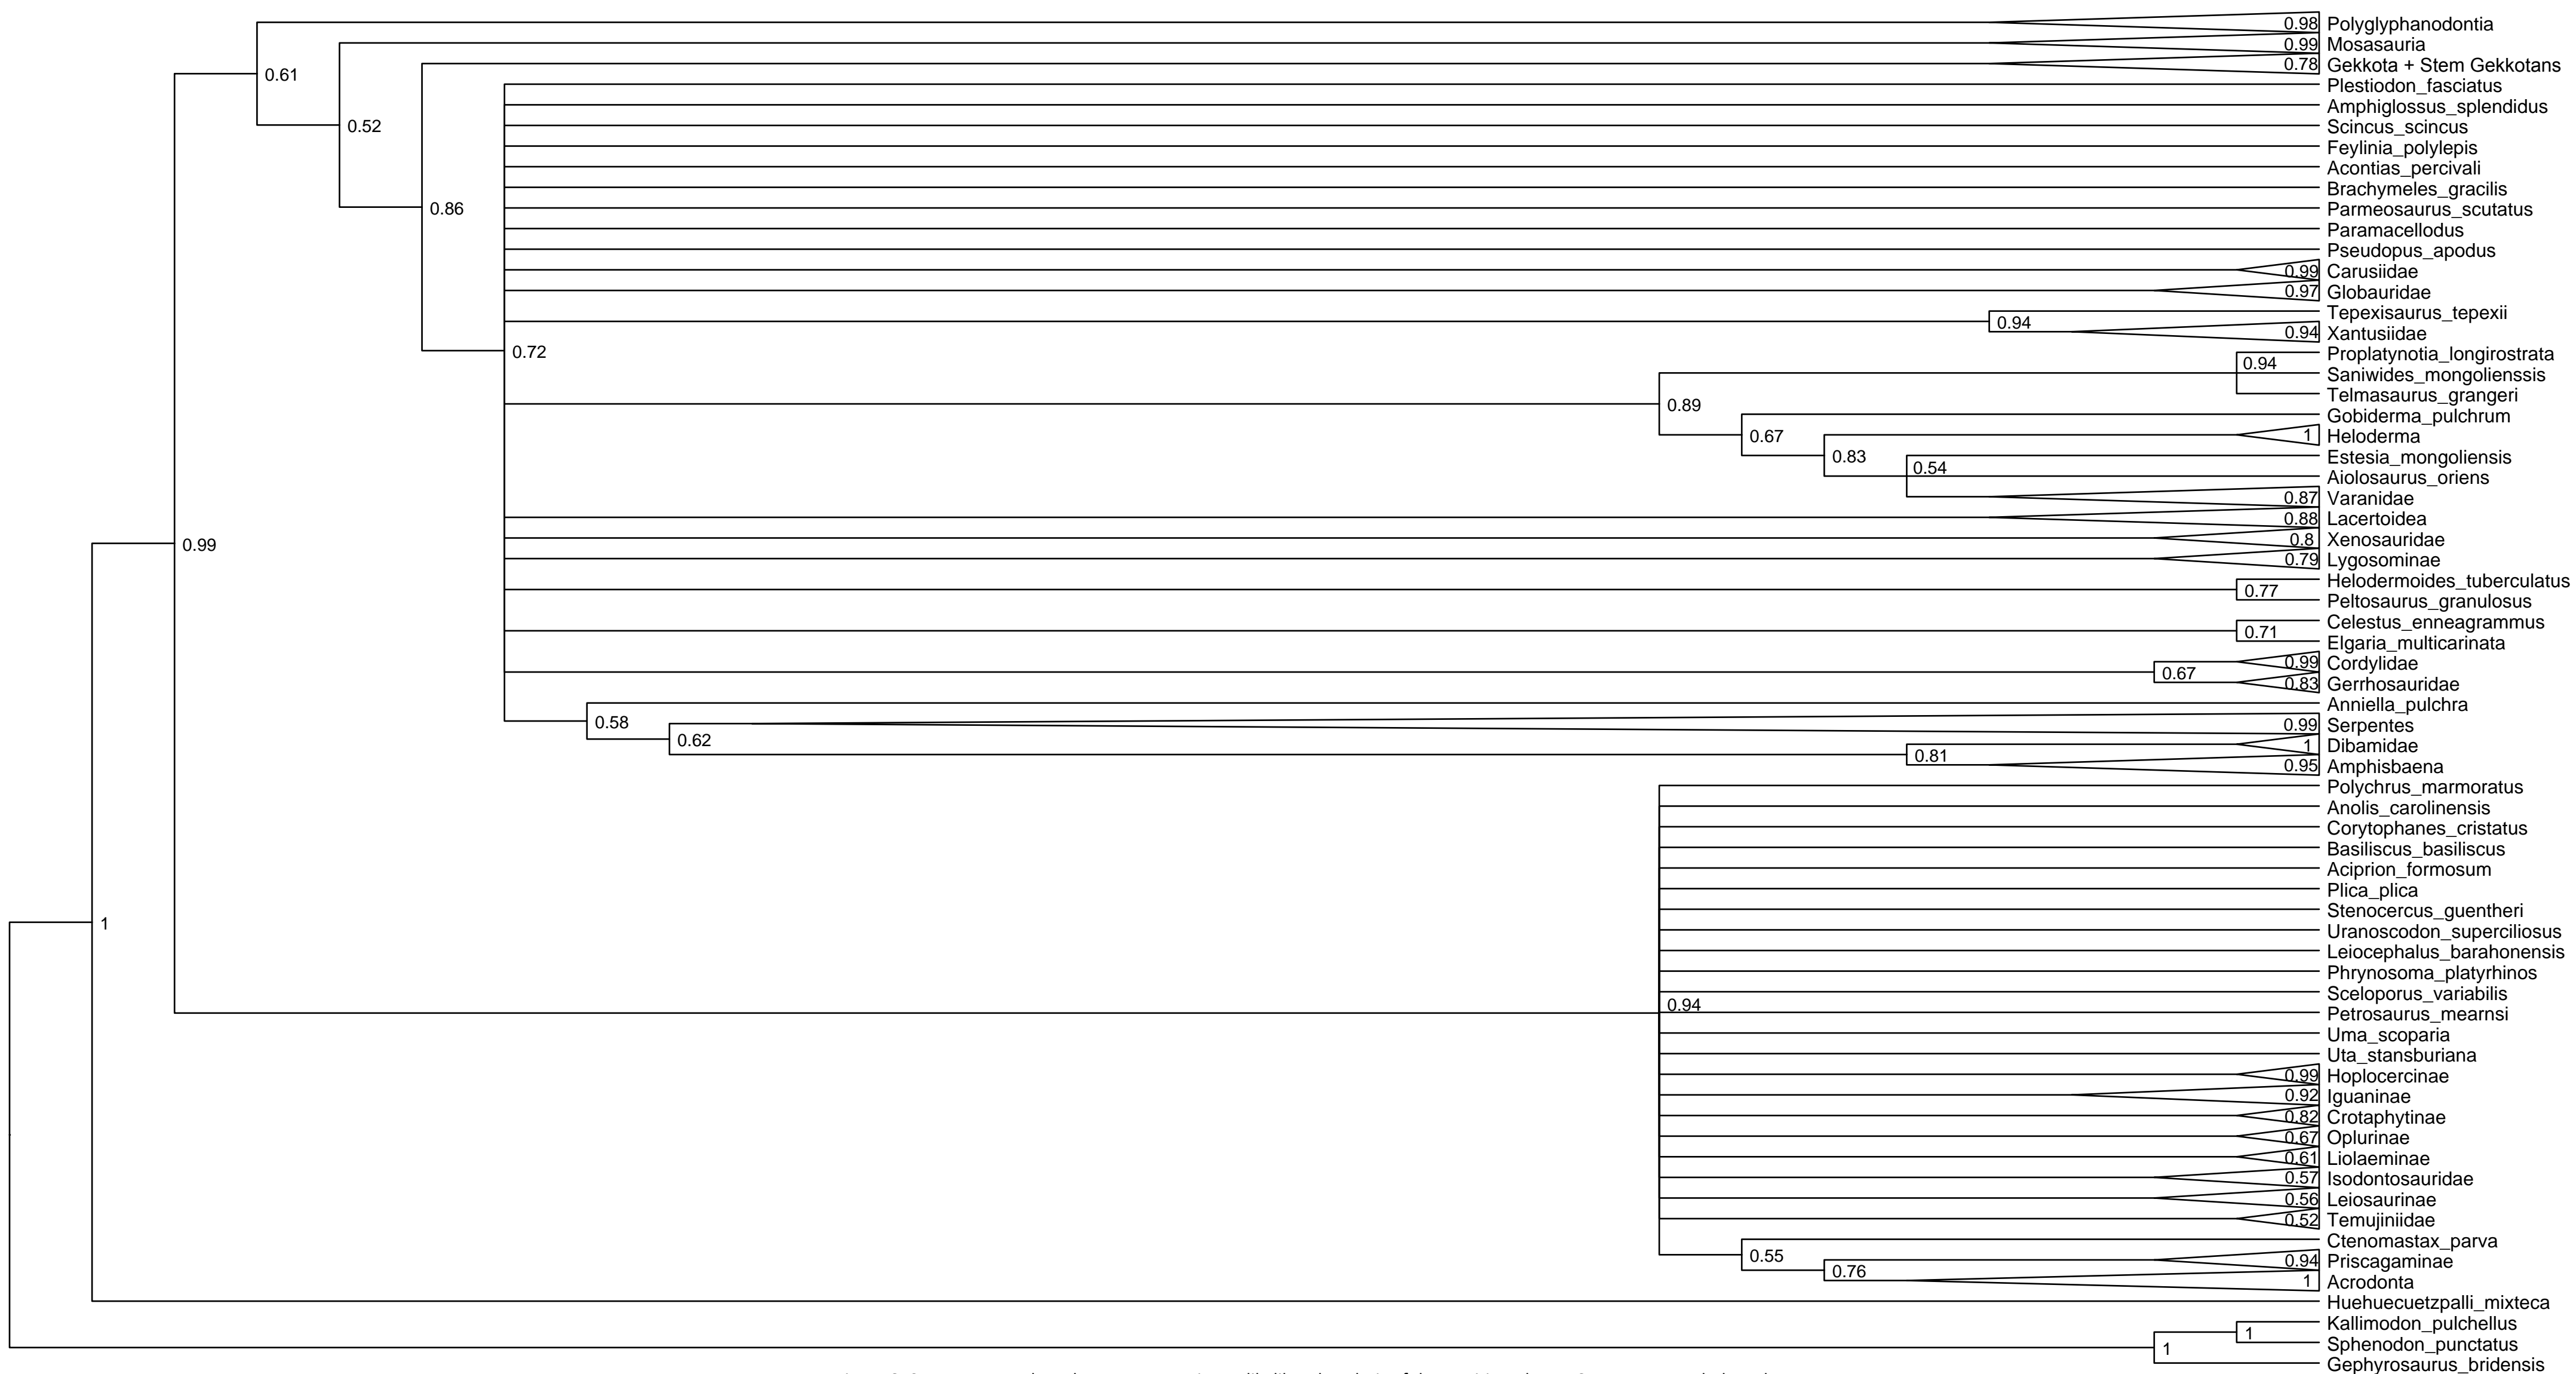 0.98 Polyglyphanodontia
0.99 Mosasauria
0.61
0.78 Gekkota + Stem Gekkotans
Plestiodon_fasciatus
Amphiglossus_splendidus
0.52
Scincus_scincus
Feylinia_polylepis
Acontias_percivali
Brachymeles_gracilis
0.86
Parmeosaurus_scutatus
Paramacellodus
Pseudopus_apodus
0.99 Carusiidae
0.97 Globauridae
Tepexisaurus_tepexii
0.94
0.94 Xantusiidae
0.72
Proplatynotia_longirostrata
0.94
Saniwides_mongolienssis
Telmasaurus_grangeri
0.89
Gobiderma_pulchrum
0.67
1 Heloderma
0.83
Estesia_mongoliensis
0.54
Aiolosaurus_oriens
0.87 Varanidae
0.88 Lacertoidea
0.99
0.8 Xenosauridae
0.79 Lygosominae
Helodermoides_tuberculatus
0.77
Peltosaurus_granulosus
Celestus_enneagrammus
0.71
Elgaria_multicarinata
0.99 Cordylidae
0.67
0.83 Gerrhosauridae
Anniella_pulchra
0.58
0.99 Serpentes
0.62
1 Dibamidae
0.81
0.95 Amphisbaena
Polychrus_marmoratus
Anolis_carolinensis
Corytophanes_cristatus
Basiliscus_basiliscus
Aciprion_formosum
Plica_plica
Stenocercus_guentheri
1
Uranoscodon_superciliosus
Leiocephalus_barahonensis
Phrynosoma_platyrhinos
Sceloporus_variabilis
0.94
Petrosaurus_mearnsi
Uma_scoparia
Uta_stansburiana
0.99 Hoplocercinae
0.92 Iguaninae
0.82 Crotaphytinae
0.67 Oplurinae
0.61 Liolaeminae
0.57 Isodontosauridae
0.56 Leiosaurinae
0.52 Temujiniidae
Ctenomastax_parva
0.55
0.94 Priscagaminae
0.76
1 Acrodonta
Huehuecuetzpalli_mixteca
Kallimodon_pulchellus
1
Sphenodon_punctatus
1
Gephyrosaurus_bridensis